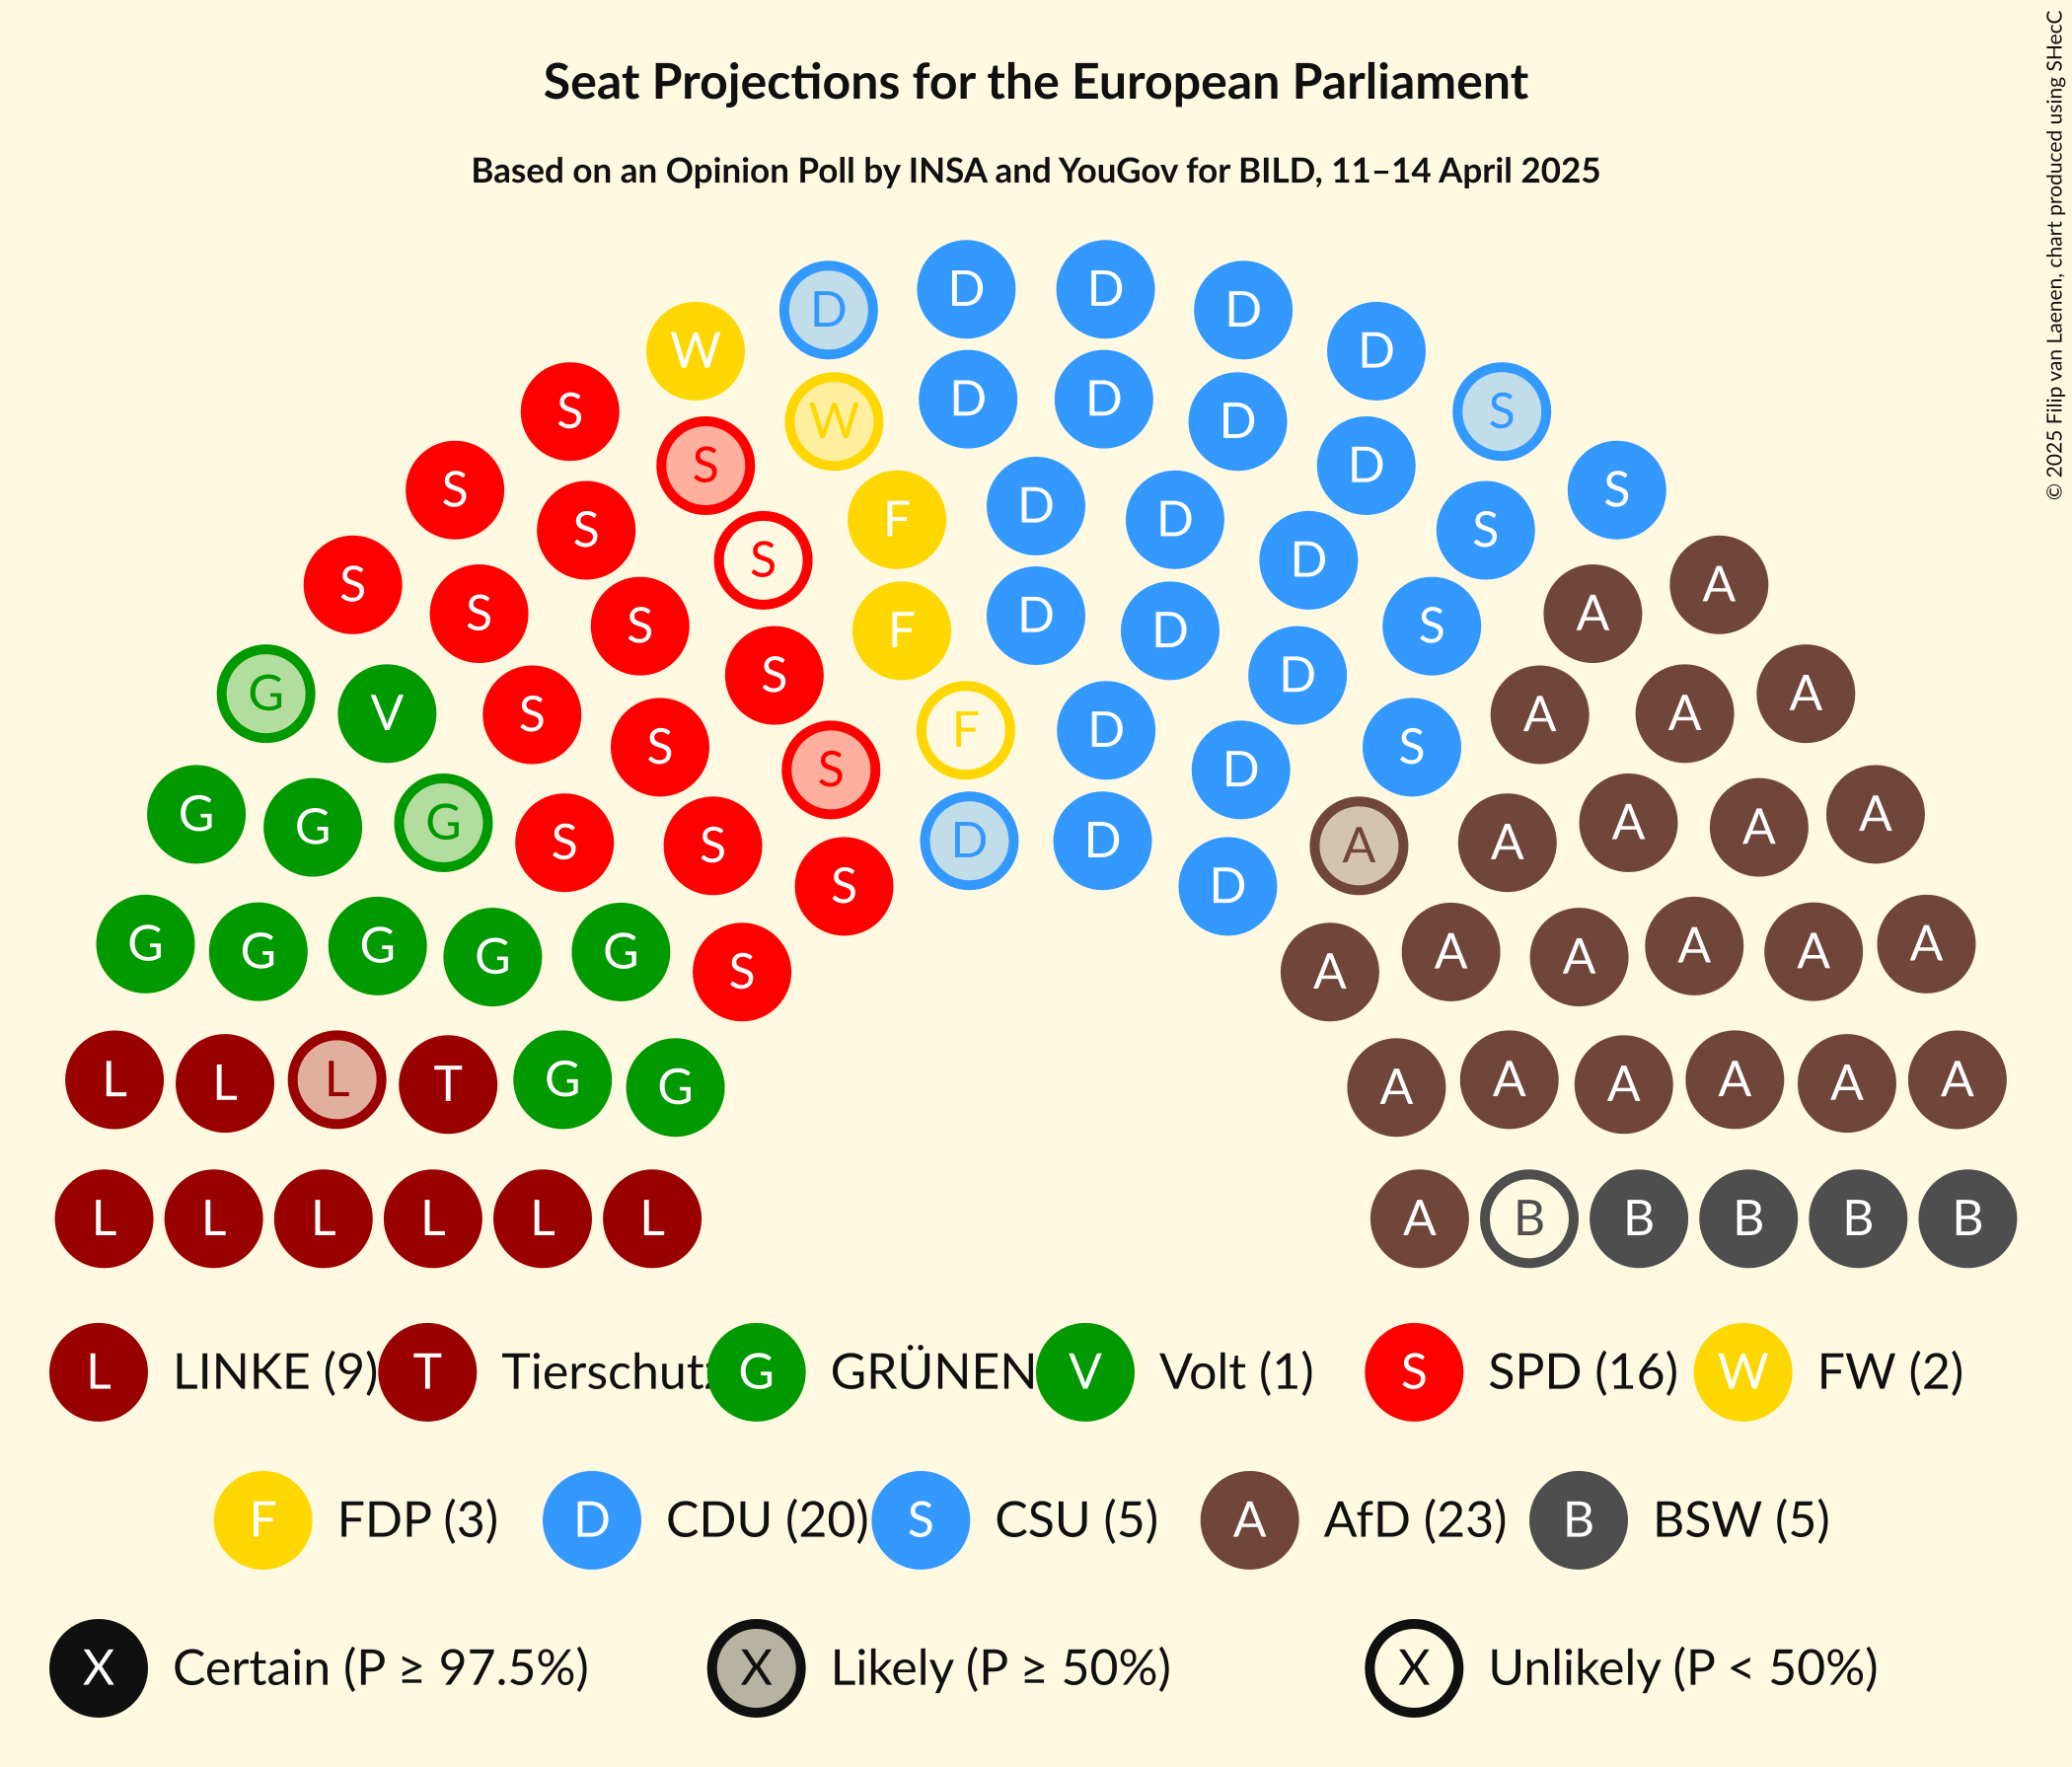 Seat Projections for the European Parliament
Based on an Opinion Poll by INSA and YouGov for BILD, 11–14 April 2025
© 2025 Filip van Laenen, chart produced using SHecC
D D
D D
W D
D D
S S
W D
S D
S S
D
F D
S S
S D
S A
S D A
S F D S
S D
G A
V S A A
F D
S S
S D
G A
G G A A
S S D D A A
S D
G G G G G A A A A A
S A
L L L T G G A A A A A A
L L L L L L A B B B B B
L LINKE (9) T Tierschutz G GRÜNEN V Volt (1) S SPD (16) W FW (2)
F FDP (3) D CDU (20) S CSU (5) A AfD (23) B BSW (5)
X Certain (P ≥ 97.5%) X Likely (P ≥ 50%) X Unlikely (P < 50%)